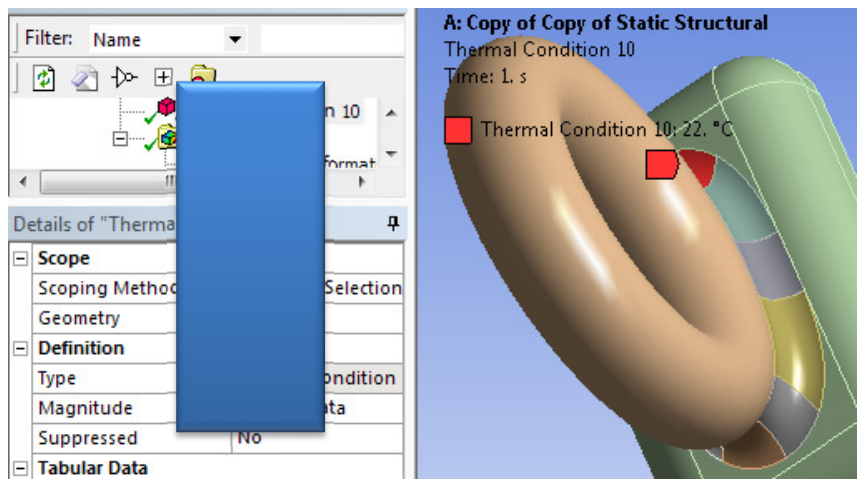 Filter: Name
n 10
format
Details of "Therma
Scope
Scoping Metho Selection
Geometry
Definition
Type ondition
Magnitude ata
Suppressed No
Tabular Data
A: Copy of Copy of Static Structural
Thermal Condition 10
Time: 1. s
Thermal Condition 10: 22. °C